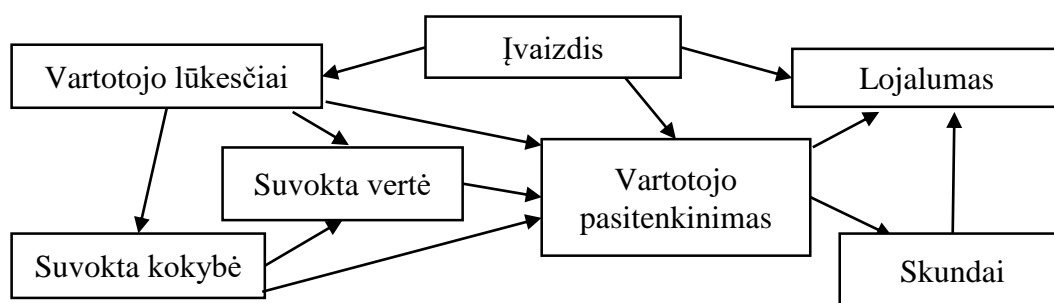 Įvaizdis
Vartotojo lūkesčiai
Lojalumas
Suvokta vertė
Vartotojo
pasitenkinimas
Suvokta kokybė
Skundai